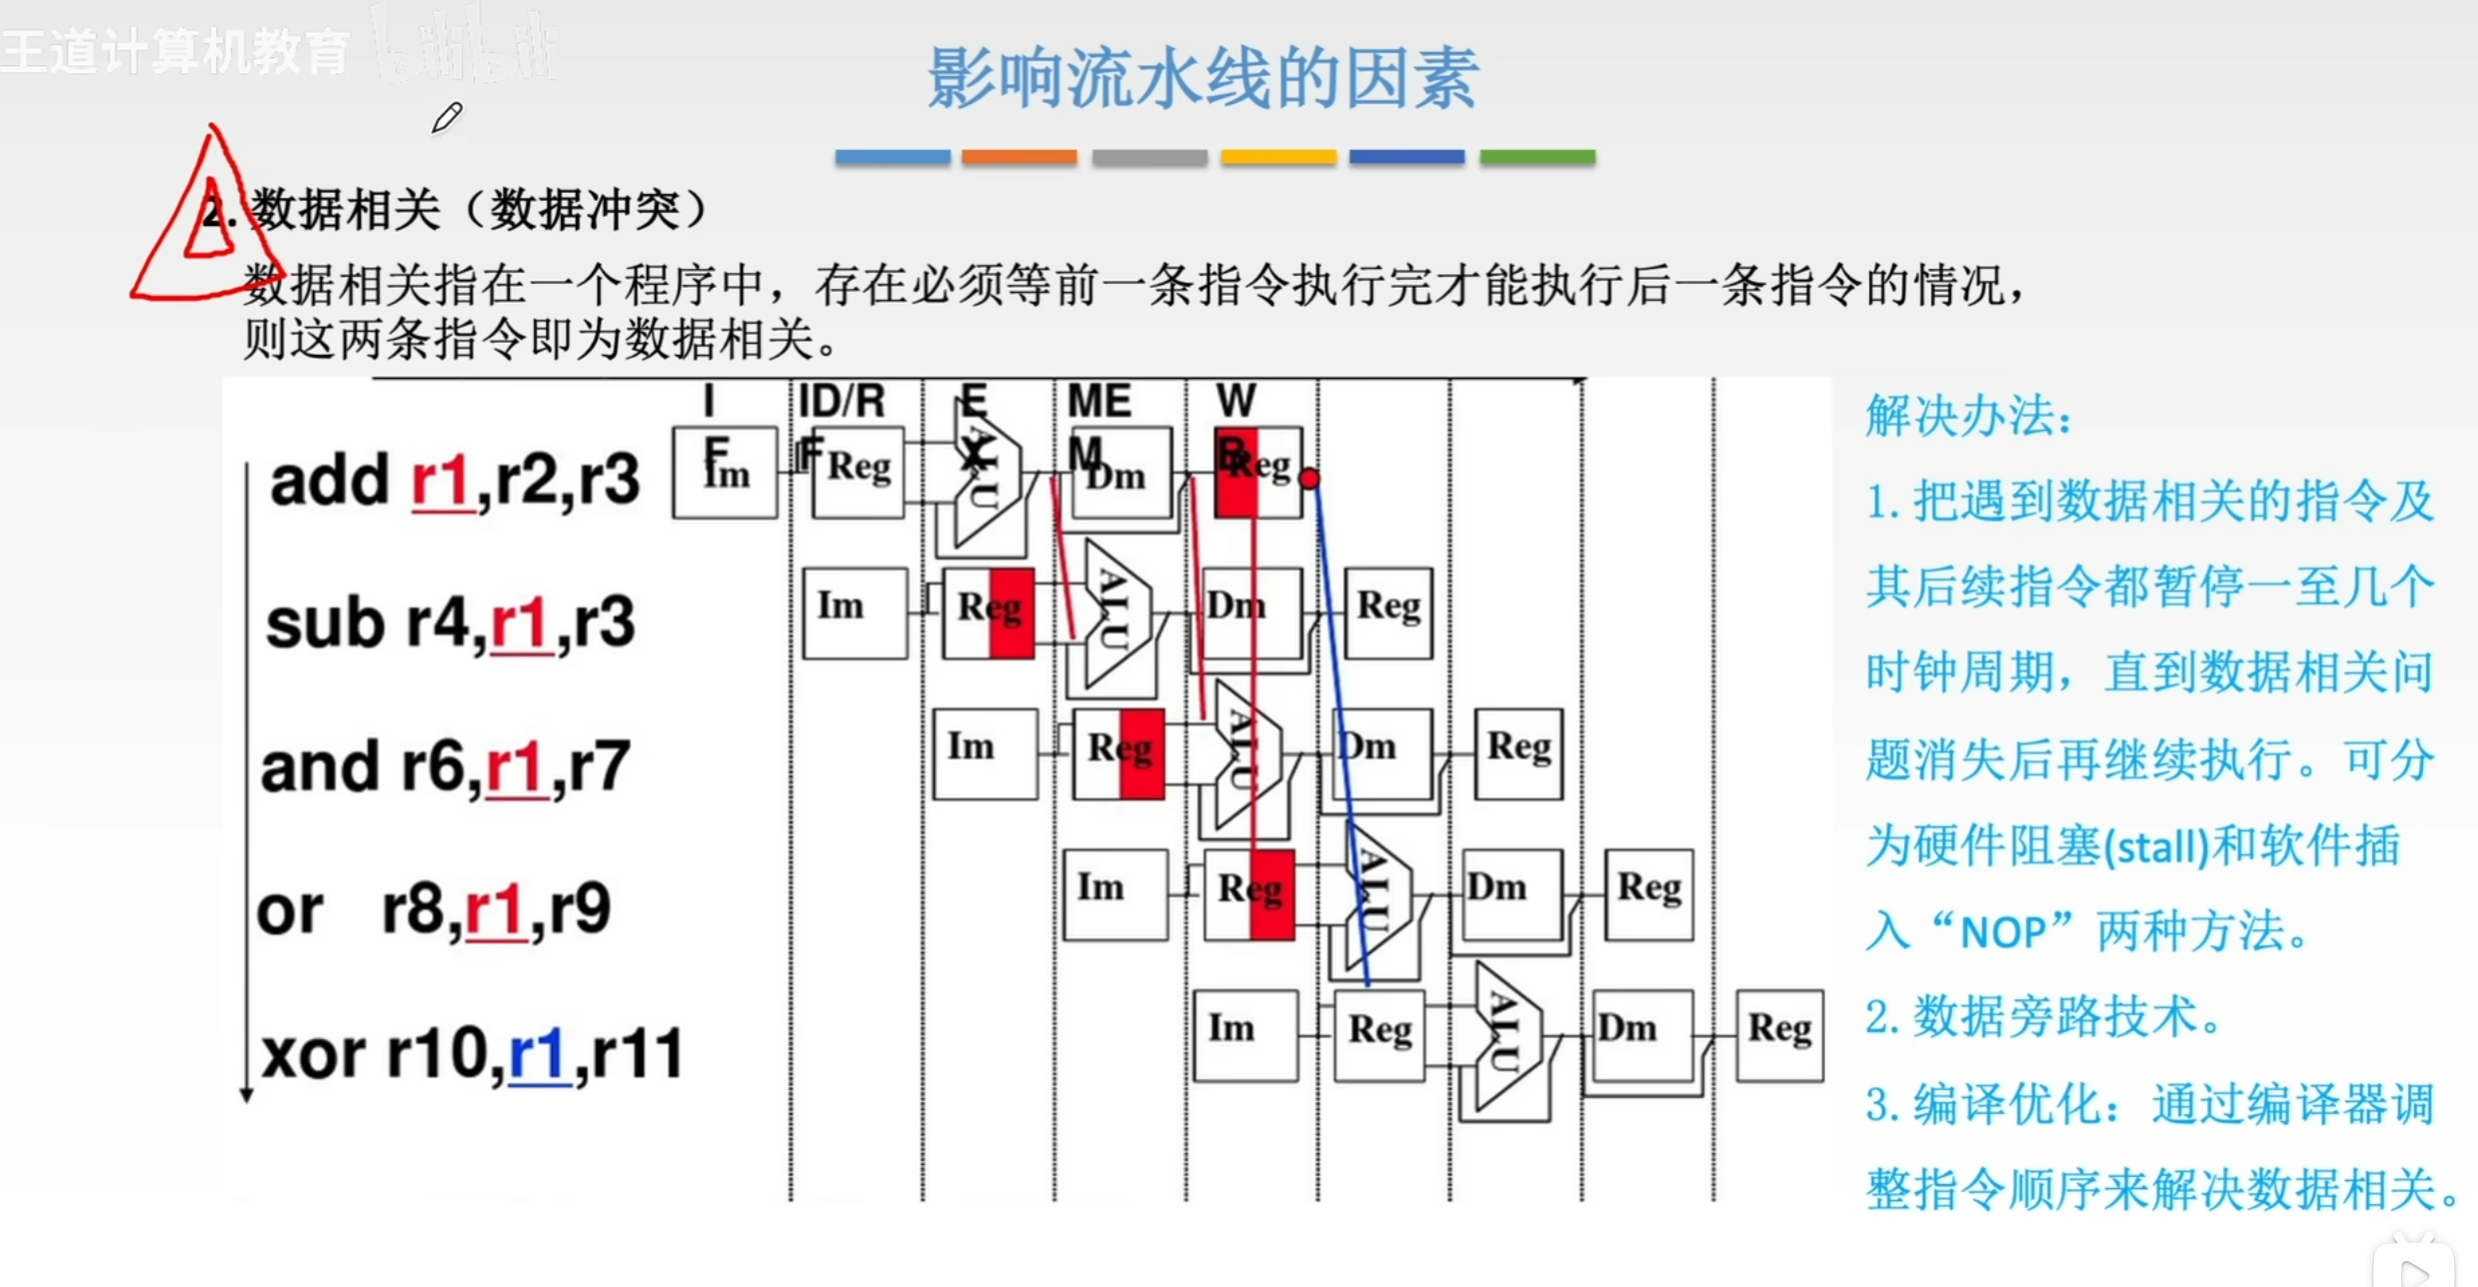 王道计算机教育 bilibili
影响流水线的因素
2. 数据相关（数据冲突）
数据相关指在一个程序中，存在必须等前一条指令执行完才能执行后一条指令的情况，
则这两条指令即为数据相关。
IF ID/RF EX MEM WB
add r1,r2,r3 Im Reg ALU Dm Reg
sub r4,r1,r3 Im Reg ALU Dm Reg
and r6,r1,r7 Im Reg ALU Dm Reg
or r8,r1,r9 Im Reg ALU Dm Reg
xor r10,r1,r11 Im Reg ALU Dm Reg
解决办法：
1. 把遇到数据相关的指令及
其后续指令都暂停一至几个
时钟周期，直到数据相关问
题消失后再继续执行。可分
为硬件阻塞(stall)和软件插
入“NOP”两种方法。
2. 数据旁路技术。
3. 编译优化：通过编译器调
整指令顺序来解决数据相关。